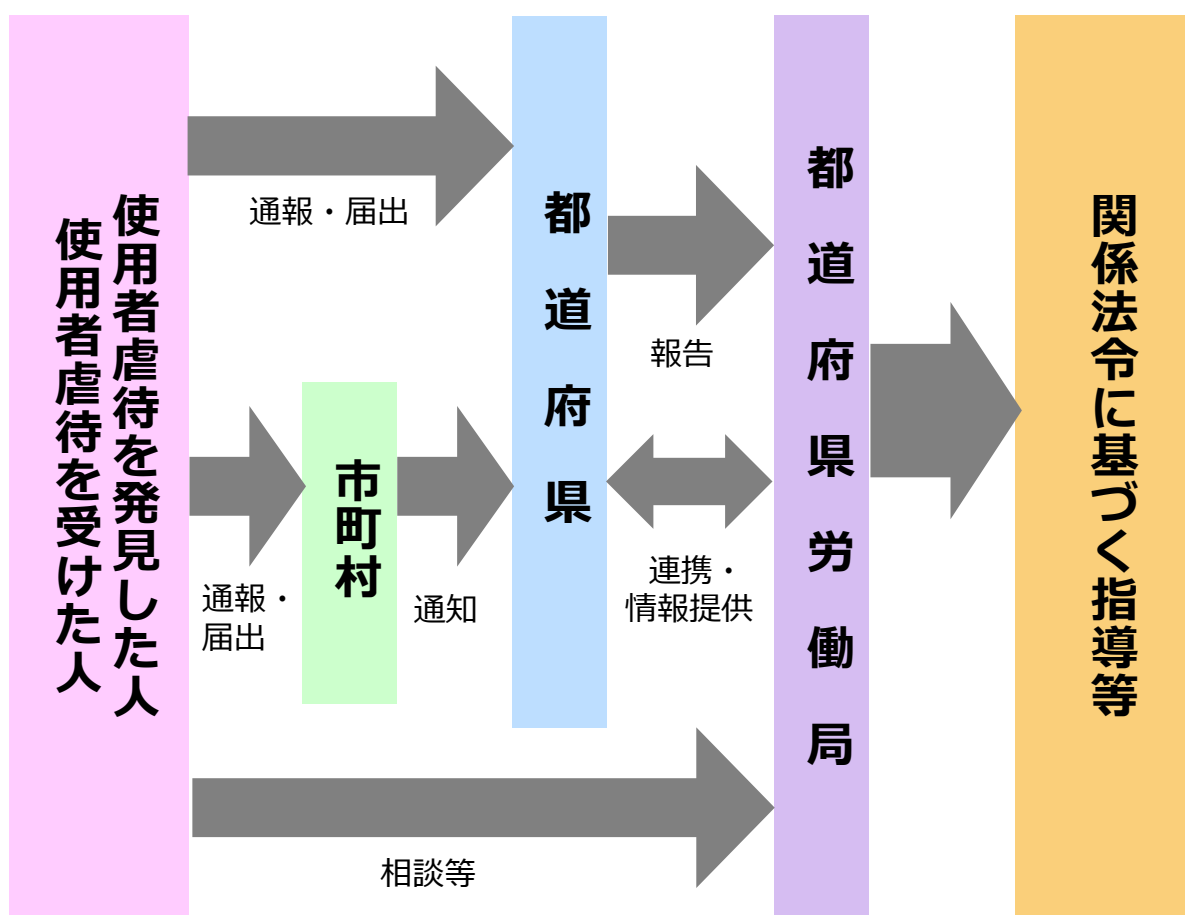 使用者虐待を発見した人
使用者虐待を受けた人
通報・届出
通報・
届出
市町村
通知
都道府県
報告
連携・
情報提供
相談等
都道府県労働局
関係法令に基づく指導等